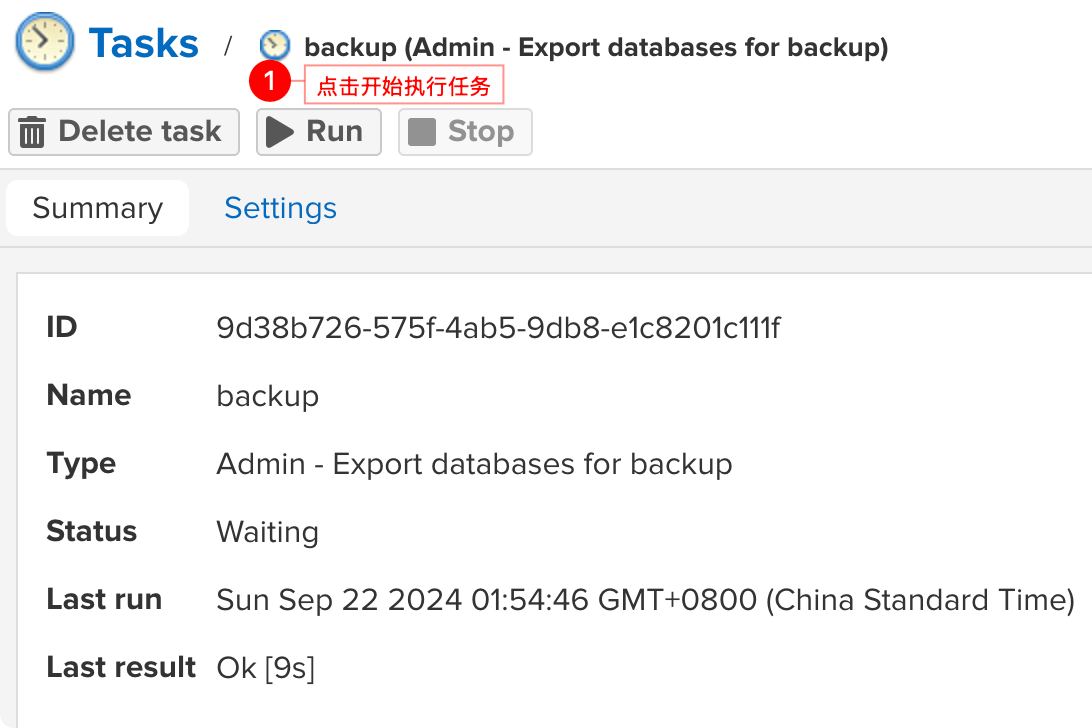 Tasks / backup (Admin - Export databases for backup)
1 点击开始执行任务
Delete task Run Stop
Summary Settings
ID 9d38b726-575f-4ab5-9db8-e1c8201c111f
Name backup
Type Admin - Export databases for backup
Status Waiting
Last run Sun Sep 22 2024 01:54:46 GMT+0800 (China Standard Time)
Last result Ok [9s]